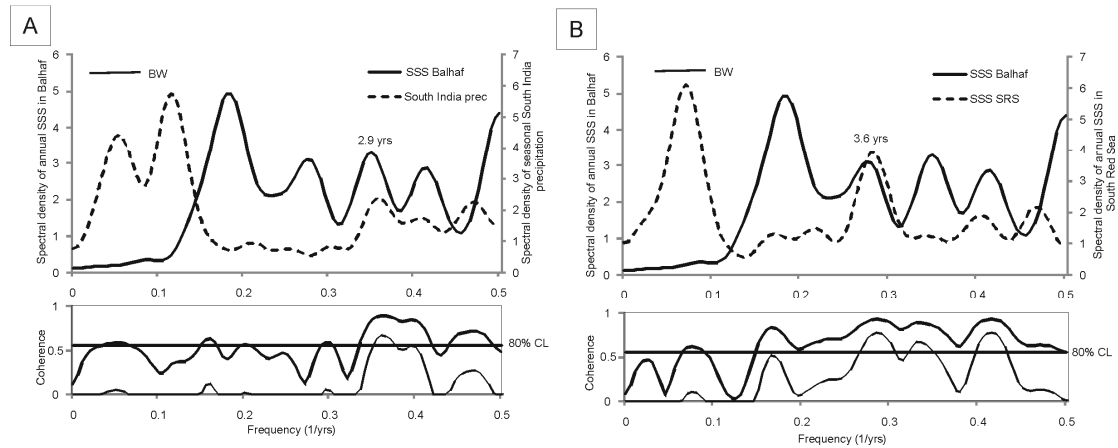 A
Spectral density of annual SSS in Balhaf
6
5
4
3
2
1
0
BW
SSS Balhaf
South India prec
2.9 yrs
7
6
5
4
3
2
1
0
Spectral density of seasonal South India
precipitation
0
0.1
0.2
0.3
0.4
0.5
Coherence
1
0.5
0
80% CL
0
0.1
0.2
0.3
0.4
0.5
Frequency (1/yrs)
B
Spectral density of annual SSS in Balhaf
6
5
4
3
2
1
0
BW
SSS Balhaf
SSS SRS
3.6 yrs
7
6
5
4
3
2
1
0
Spectral density of annual SSS in
South Red Sea
0
0.1
0.2
0.3
0.4
0.5
Coherence
1
0.5
0
80% CL
0
0.1
0.2
0.3
0.4
0.5
Frequency (1/yrs)